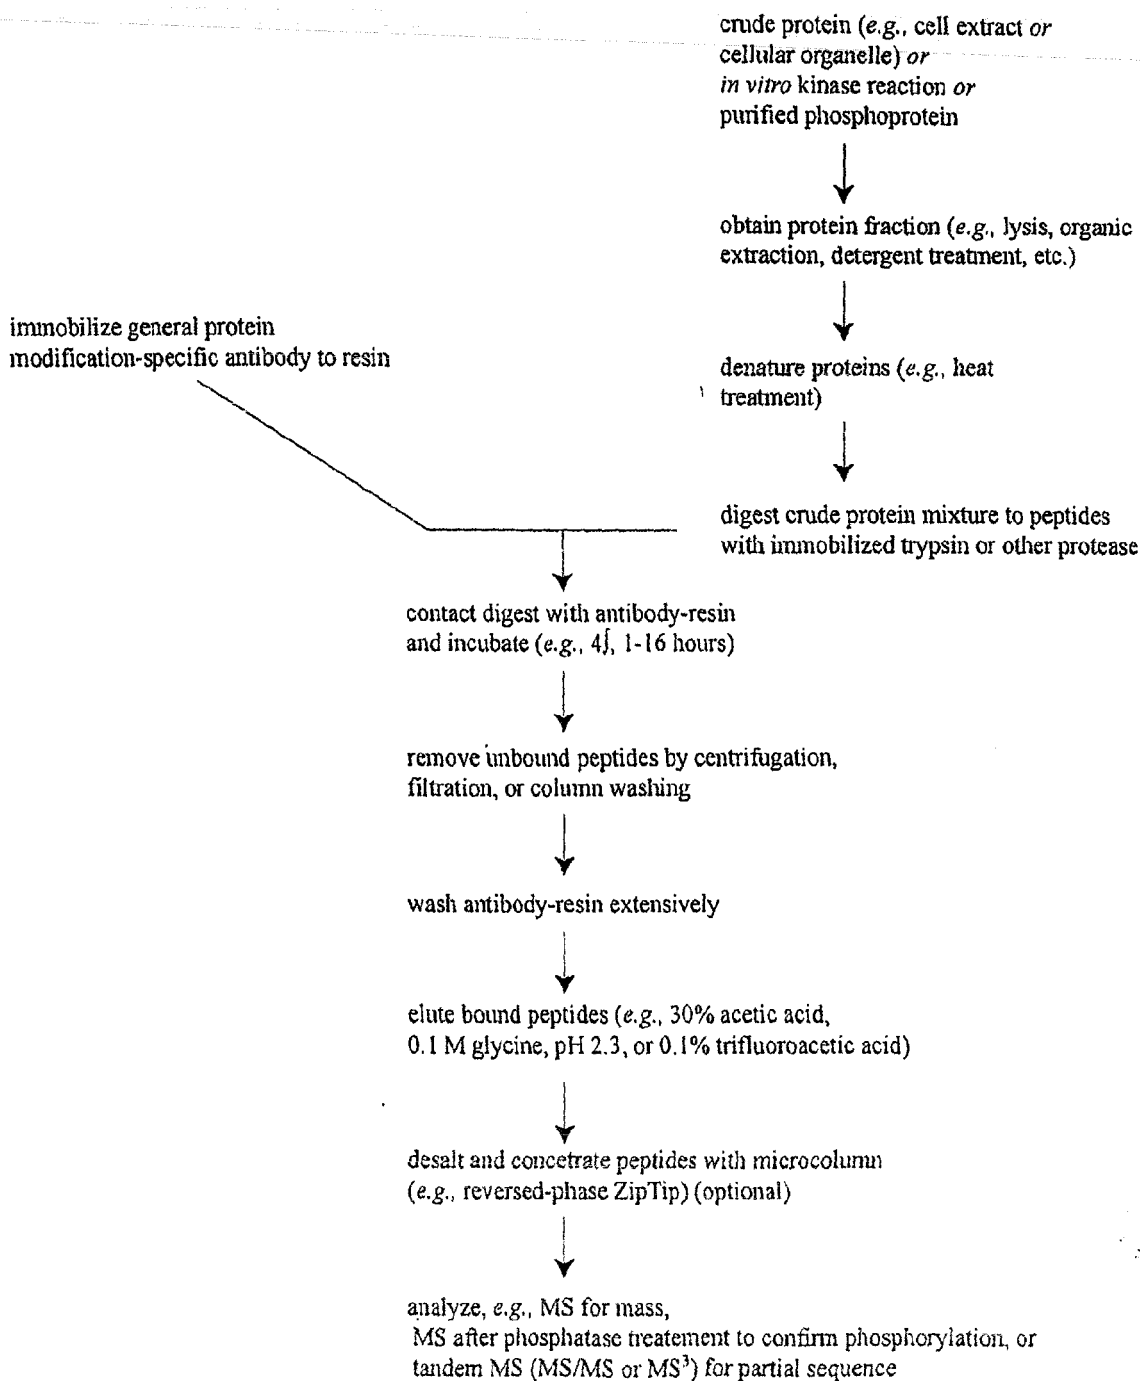 crude protein (e.g., cell extract or
cellular organelle) or
in vitro kinase reaction or
purified phosphoprotein
obtain protein fraction (e.g., lysis, organic
extraction, detergent treatment, etc.)
immobilize general protein
modification-specific antibody to resin
denature proteins (e.g., heat
treatment)
digest crude protein mixture to peptides
with immobilized trypsin or other protease
contact digest with antibody-resin
and incubate (e.g., 4∫, 1-16 hours)
remove unbound peptides by centrifugation,
filtration, or column washing
wash antibody-resin extensively
elute bound peptides (e.g., 30% acetic acid,
0.1 M glycine, pH 2.3, or 0.1% trifluoroacetic acid)
desalt and concetrate peptides with microcolumn
(e.g., reversed-phase ZipTip) (optional)
analyze, e.g., MS for mass,
MS after phosphatase treatement to confirm phosphorylation, or
tandem MS (MS/MS or MS³) for partial sequence